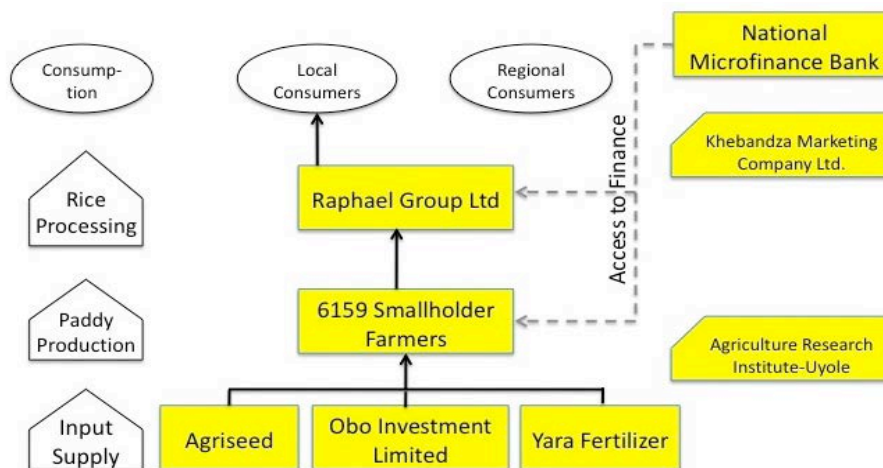 Consump-
tion
Local
Consumers
Regional
Consumers
National
Microfinance Bank
Khebandza Marketing
Company Ltd.
Access to Finance
Rice
Processing
Raphael Group Ltd
Paddy
Production
6159 Smallholder
Farmers
Agriculture Research
Institute-Uyole
Input
Supply
Agriseed
Obo Investment
Limited
Yara Fertilizer